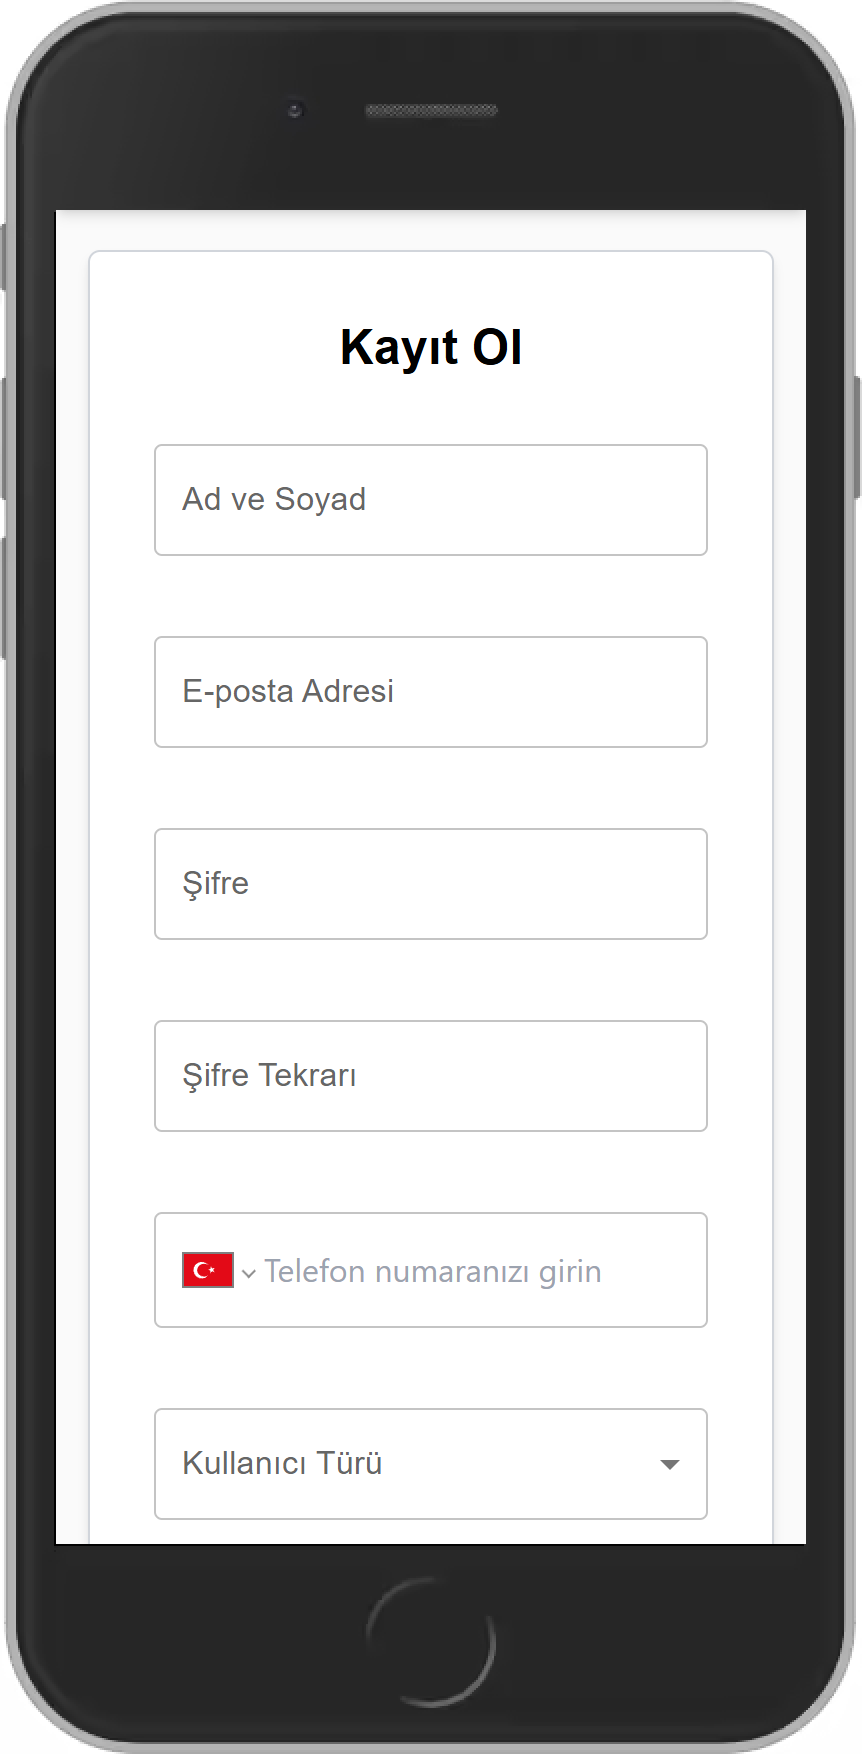 Kayıt Ol
Ad ve Soyad
E-posta Adresi
Şifre
Şifre Tekrarı
Telefon numaranızı girin
Kullanıcı Türü